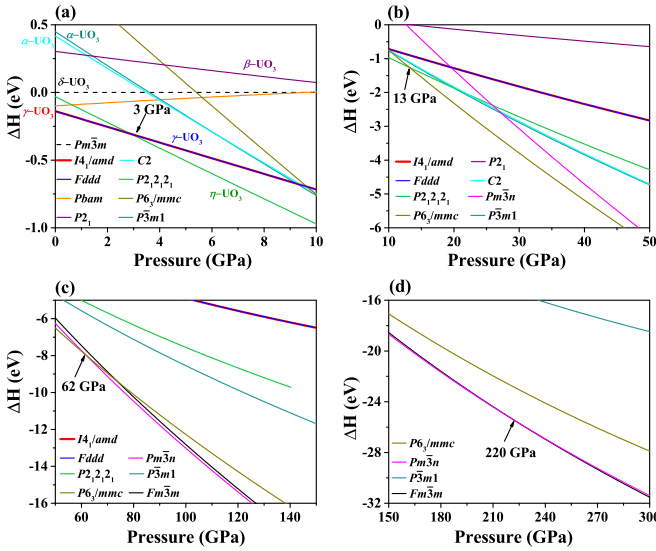 (a)
0.5
0.0
-0.5
-1.0
ΔH (eV)
α-UO₃
α-UO₃
β-UO₃
δ-UO₃
3 GPa
γ-UO₃
γ-UO₃
η-UO₃
Pm3̄m
I4₁/amd
C2
Fddd
P2₁2₁2₁
Pbam
P6₃/mmc
P2₁
P3̄m1
0 2 4 6 8 10
Pressure (GPa)
(b)
0
-1
-2
-3
-4
-5
-6
ΔH (eV)
13 GPa
I4₁/amd
P2₁
Fddd
C2
P2₁2₁2₁
Pm3̄n
P6₃/mmc
P3̄m1
10 20 30 40 50
Pressure (GPa)
(c)
-6
-8
-10
-12
-14
-16
ΔH (eV)
62 GPa
I4₁/amd
Fddd
Pm3̄n
P2₁2₁2₁
P3̄m1
P6₃/mmc
Fm3̄m
60 80 100 120 140
Pressure (GPa)
(d)
-16
-20
-24
-28
-32
ΔH (eV)
220 GPa
P6₃/mmc
Pm3̄n
P3̄m1
Fm3̄m
150 180 210 240 270 300
Pressure (GPa)